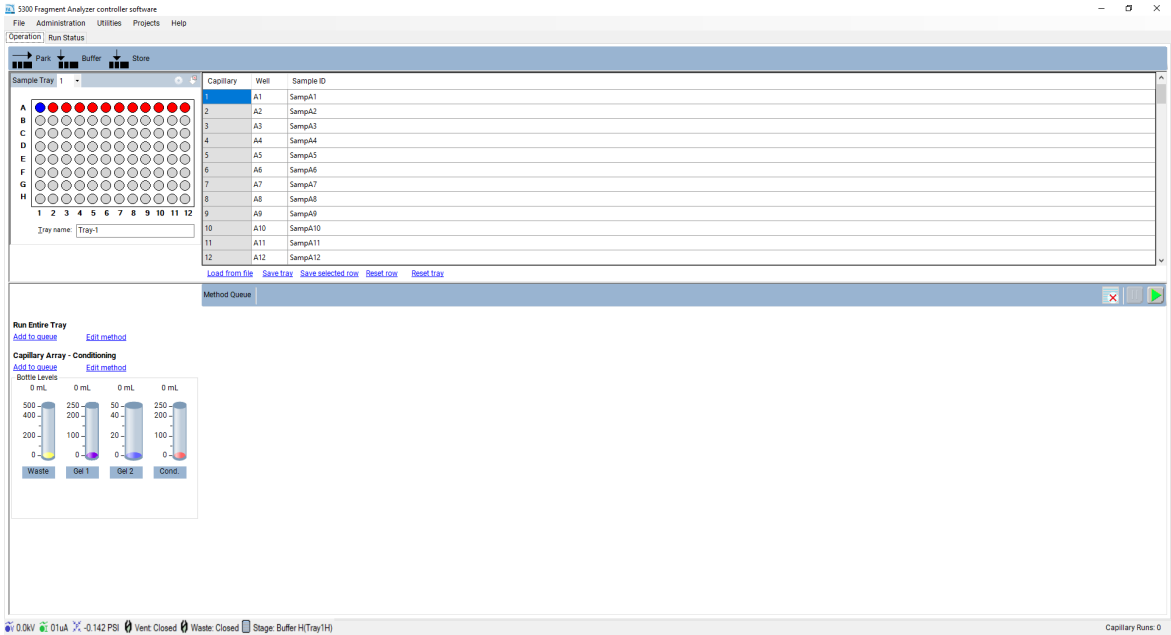 5300 Fragment Analyzer controller software
File Administration Utilities Projects Help
Operation Run Status
Park Buffer Store
Sample Tray 1
A
B
C
D
E
F
G
H
1 2 3 4 5 6 7 8 9 10 11 12
Tray name: Tray-1
Capillary Well Sample ID
1 A1 SampA1
2 A2 SampA2
3 A3 SampA3
4 A4 SampA4
5 A5 SampA5
6 A6 SampA6
7 A7 SampA7
8 A8 SampA8
9 A9 SampA9
10 A10 SampA10
11 A11 SampA11
12 A12 SampA12
Load from file Save tray Save selected row Reset row Reset tray
Method Queue
Run Entire Tray
Add to queue Edit method
Capillary Array - Conditioning
Add to queue Edit method
Bottle Levels
0 mL 0 mL 0 mL 0 mL
500 250 50 250
400 200 40 200
200 100 20 100
0 0 0 0
Waste Gel 1 Gel 2 Cond.
0.0kV 01uA -0.142 PSI Vent: Closed Waste: Closed Stage: Buffer H(Tray1H) Capillary Runs: 0